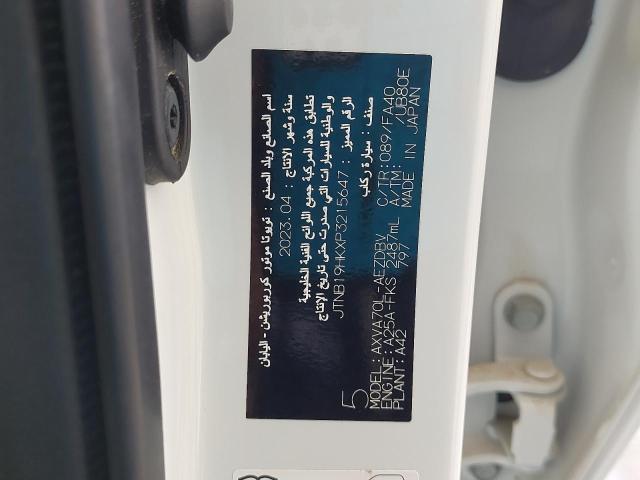 اسم الصانع وبلد الصنع : تويوتا موتور كوربوريشن - اليابان
سنة وشهر الانتاج : 2023.04
تطابق هذه المركبة جميع اللوائح الفنية الخليجية
والوطنية للسيارات التي صدرت حتى تاريخ الإنتاج
الرقم المميز : JTNB19HKXP3215647
صنف : سيارة ركاب
5
MODEL: AXVA70L-AEZDBV C/TR: 089/FA40
ENGINE: A25A-FKS 2487mL A/TM: /UB80E
PLANT: A42 797 MADE IN JAPAN